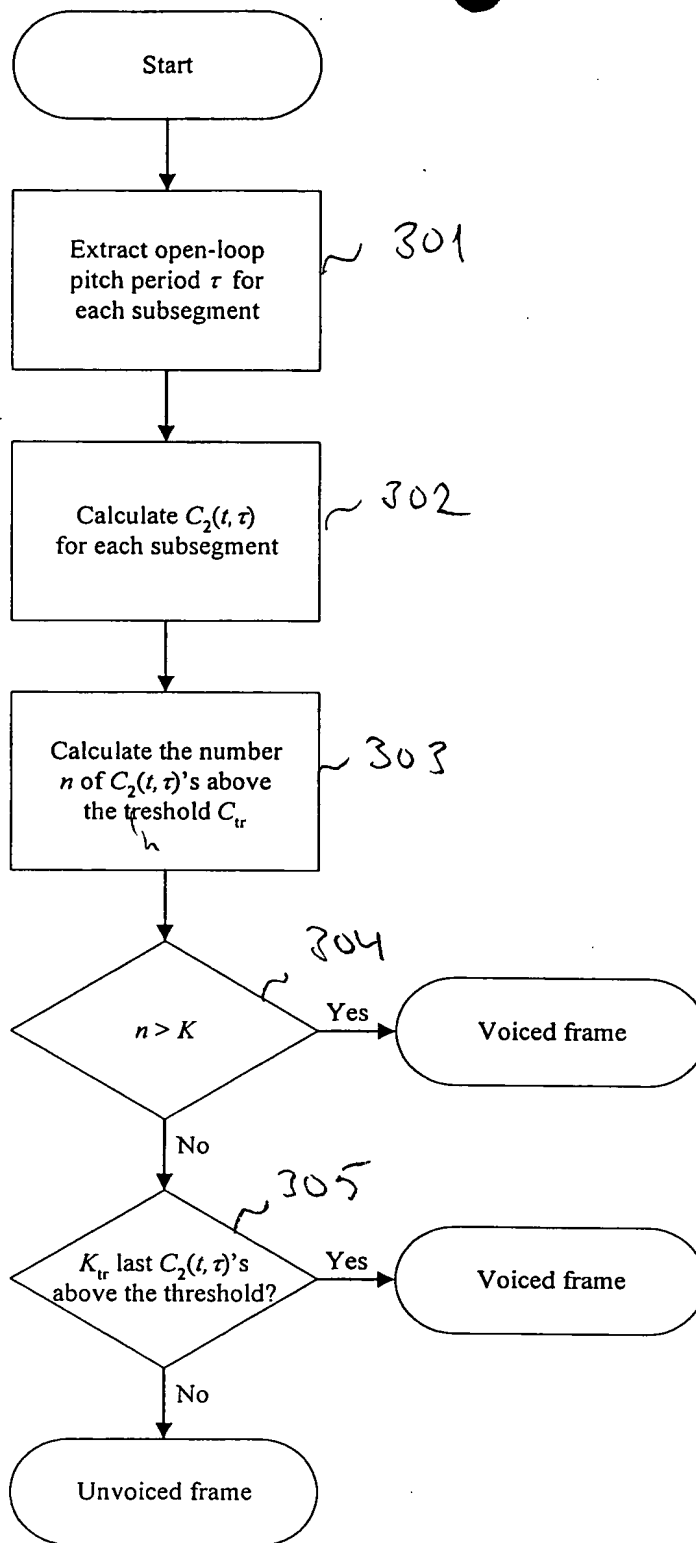 Start
Extract open-loop
pitch period τ for
each subsegment
301
Calculate C₂(t, τ)
for each subsegment
302
Calculate the number
n of C₂(t, τ)'s above
the treshold Cₜᵣ
h
303
304
n > K
Yes
Voiced frame
No
305
Kₜᵣ last C₂(t, τ)'s
above the threshold?
Yes
Voiced frame
No
Unvoiced frame